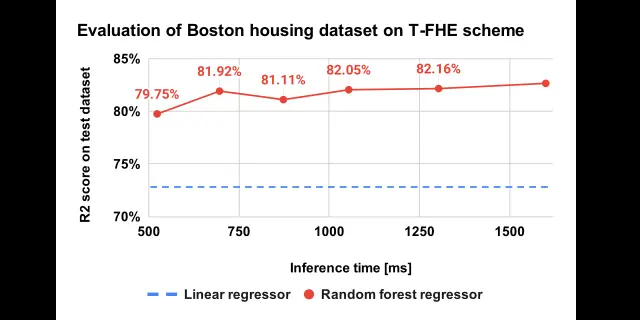 Evaluation of Boston housing dataset on T-FHE scheme
85%
80%
75%
70%
R2 score on test dataset
79.75%
81.92%
81.11%
82.05%
82.16%
500
750
1000
1250
1500
Inference time [ms]
Linear regressor
Random forest regressor